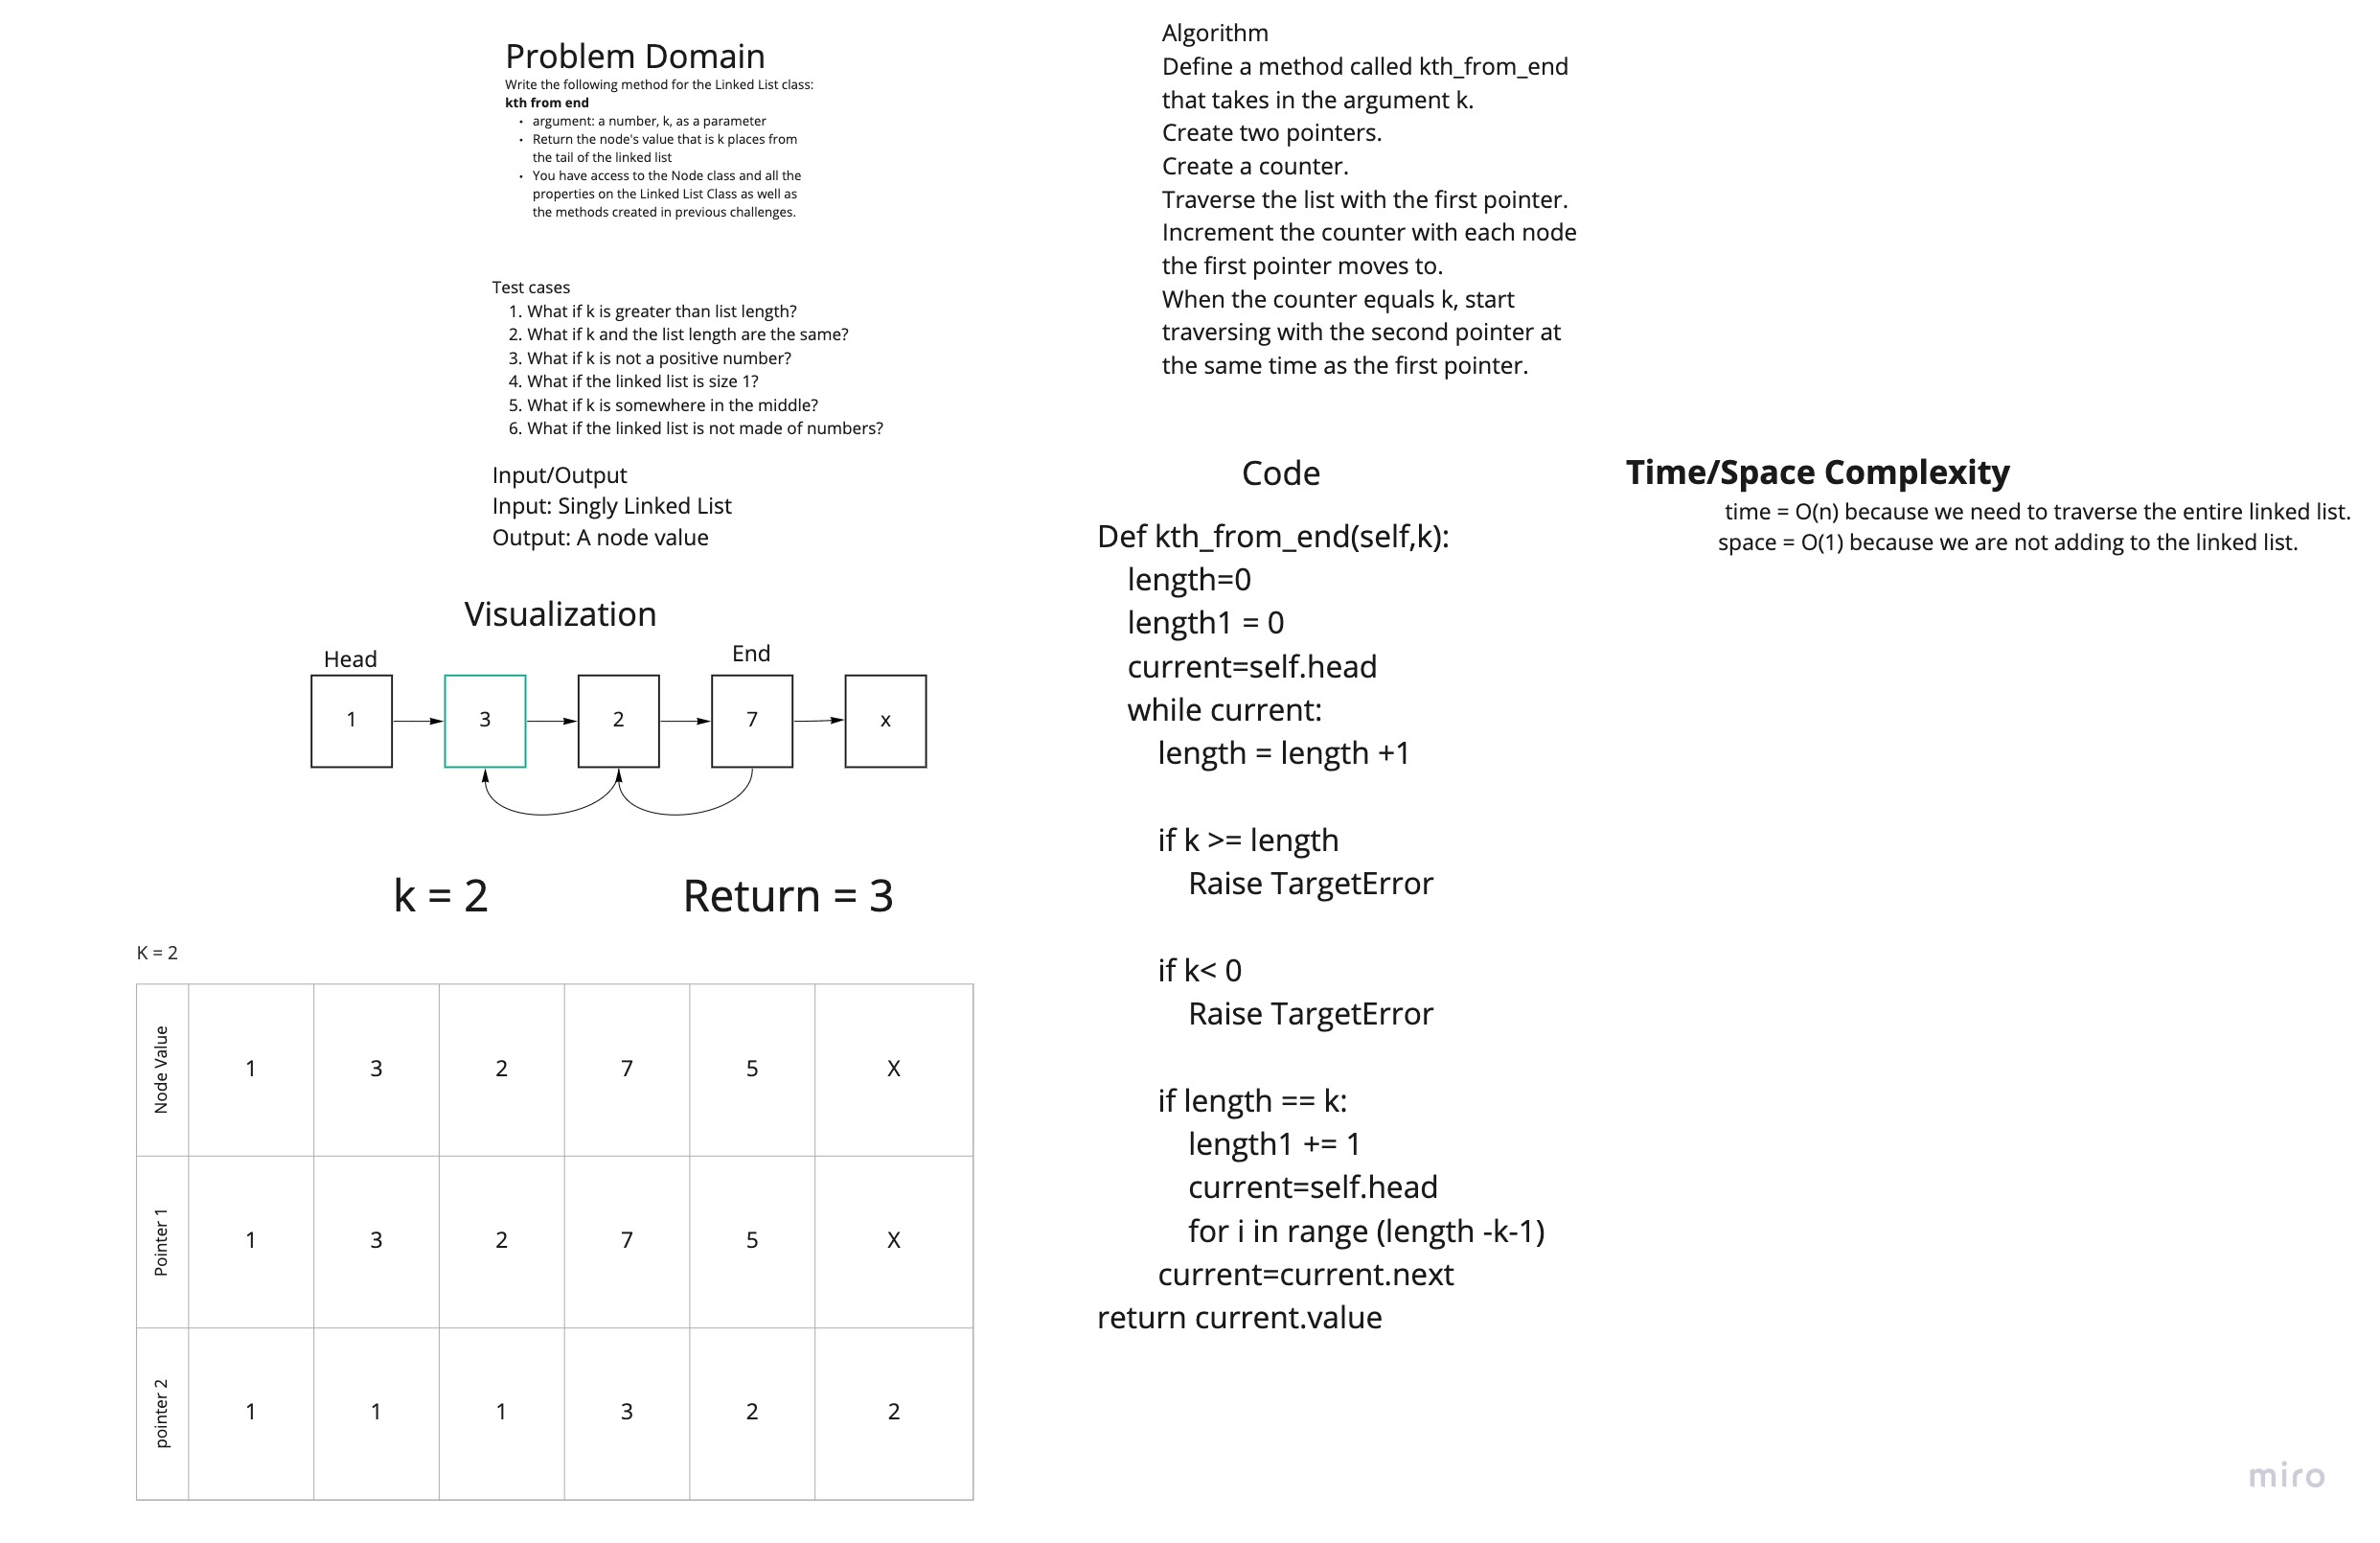 Problem Domain
Write the following method for the Linked List class:
kth from end
• argument: a number, k, as a parameter
• Return the node's value that is k places from
the tail of the linked list
• You have access to the Node class and all the
properties on the Linked List Class as well as
the methods created in previous challenges.
Test cases
1. What if k is greater than list length?
2. What if k and the list length are the same?
3. What if k is not a positive number?
4. What if the linked list is size 1?
5. What if k is somewhere in the middle?
6. What if the linked list is not made of numbers?
Input/Output
Input: Singly Linked List
Output: A node value
Visualization
Head End
1 3 2 7 x
k = 2 Return = 3
K = 2
Node Value 1 3 2 7 5 X
Pointer 1 1 3 2 7 5 X
pointer 2 1 1 1 3 2 2
Algorithm
Define a method called kth_from_end
that takes in the argument k.
Create two pointers.
Create a counter.
Traverse the list with the first pointer.
Increment the counter with each node
the first pointer moves to.
When the counter equals k, start
traversing with the second pointer at
the same time as the first pointer.
Code
Def kth_from_end(self,k):
length=0
length1 = 0
current=self.head
while current:
length = length +1
if k >= length
Raise TargetError
if k< 0
Raise TargetError
if length == k:
length1 += 1
current=self.head
for i in range (length -k-1)
current=current.next
return current.value
Time/Space Complexity
time = O(n) because we need to traverse the entire linked list.
space = O(1) because we are not adding to the linked list.
miro